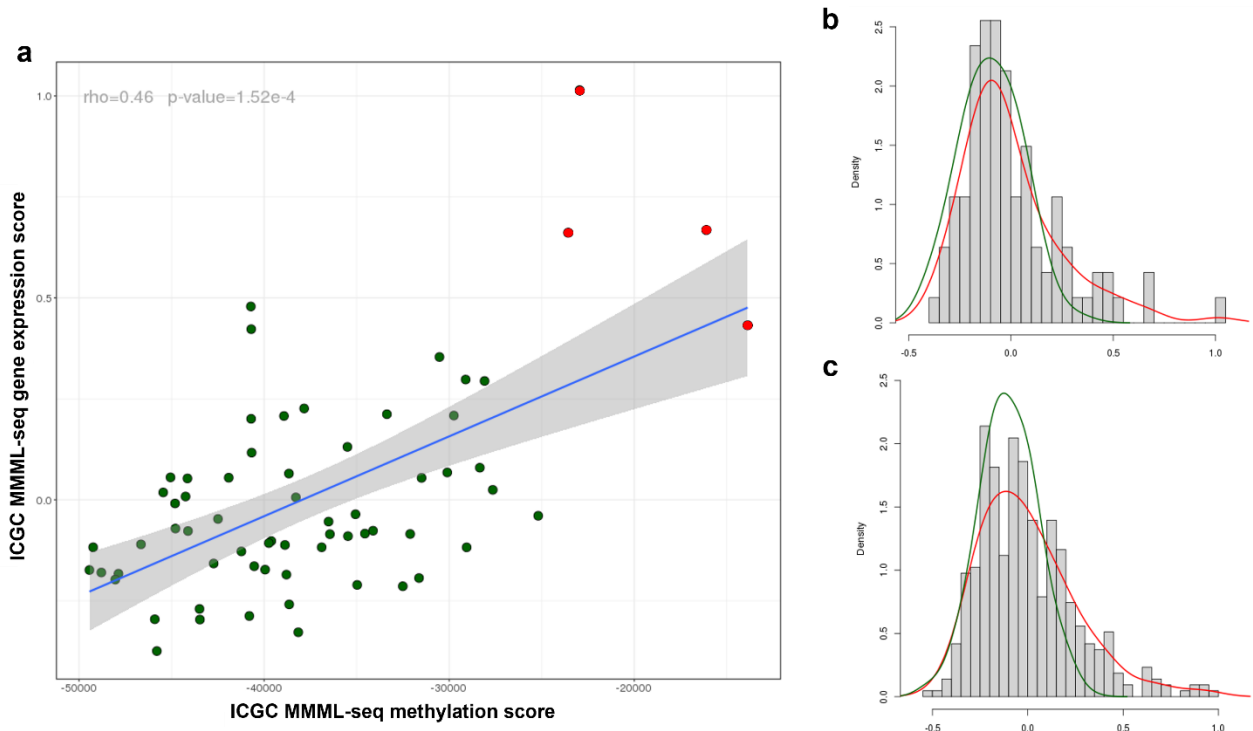 a
rho=0.46 p-value=1.52e-4
1.0
0.5
0.0
ICGC MMML-seq gene expression score
-50000 -40000 -30000 -20000
ICGC MMML-seq methylation score
b
2.5
2.0
1.5
1.0
0.5
0.0
Density
-0.5 0.0 0.5 1.0
c
2.5
2.0
1.5
1.0
0.5
0.0
Density
-0.5 0.0 0.5 1.0